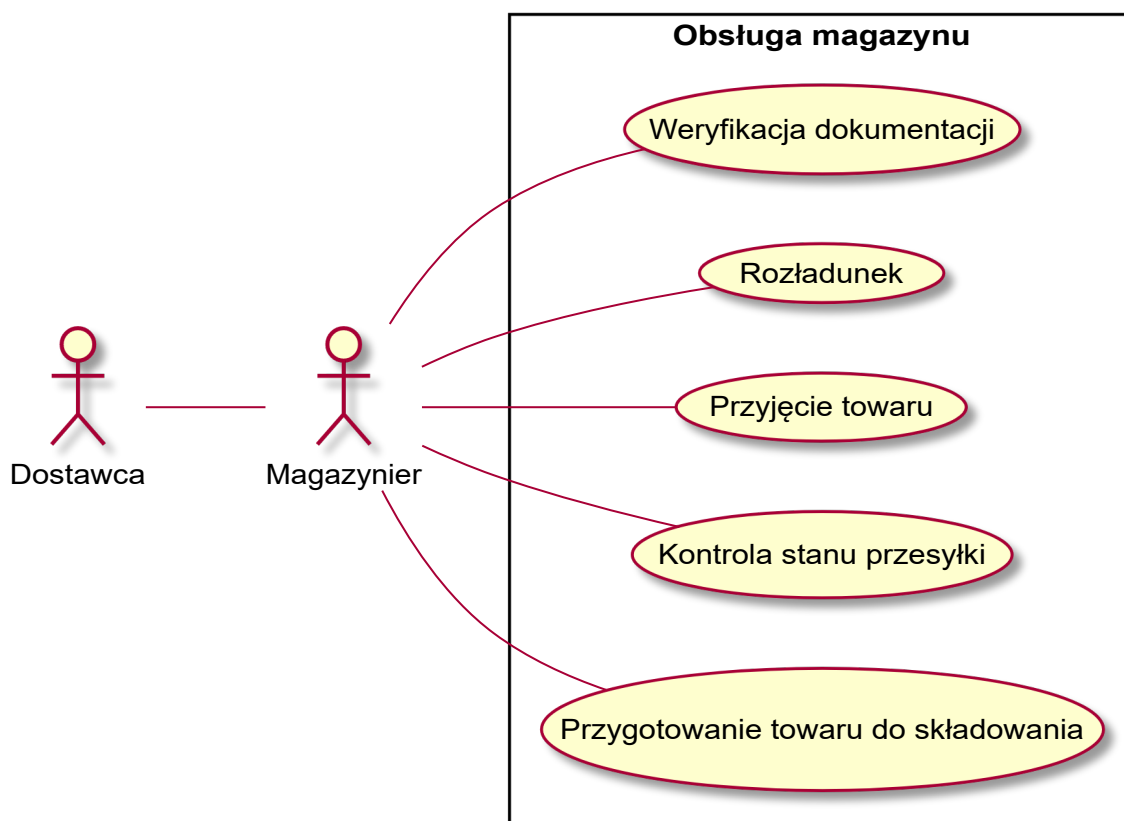 Obsługa magazynu
Weryfikacja dokumentacji
Rozładunek
Przyjęcie towaru
Dostawca
Magazynier
Kontrola stanu przesyłki
Przygotowanie towaru do składowania